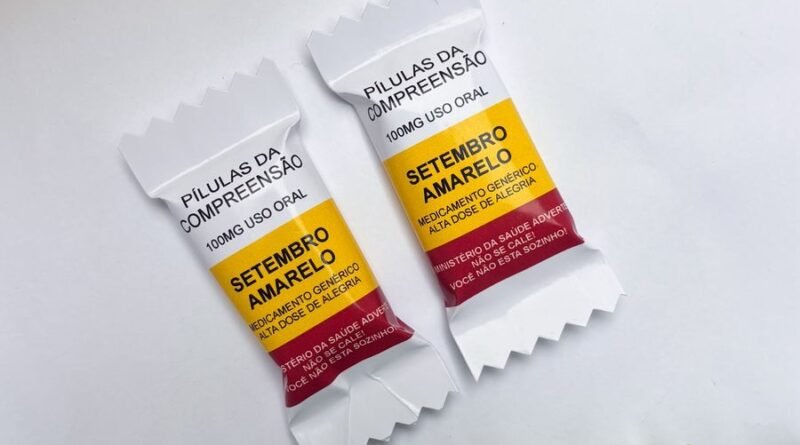 PÍLULAS DA
COMPREENSÃO
100MG USO ORAL
SETEMBRO
AMARELO
MEDICAMENTO GENÉRICO
ALTA DOSE DE ALEGRIA
MINISTÉRIO DA SAÚDE ADVERTE
NÃO SE CALE!
VOCÊ NÃO ESTA SOZINHO!
PÍLULAS DA
COMPREENSÃO
100MG USO ORAL
SETEMBRO
AMARELO
MEDICAMENTO GENÉRICO
ALTA DOSE DE ALEGRIA
NISTÉRIO DA SAÚDE ADVERT
NÃO SE CALE!
VOCÊ NÃO ESTA SOZINHO!